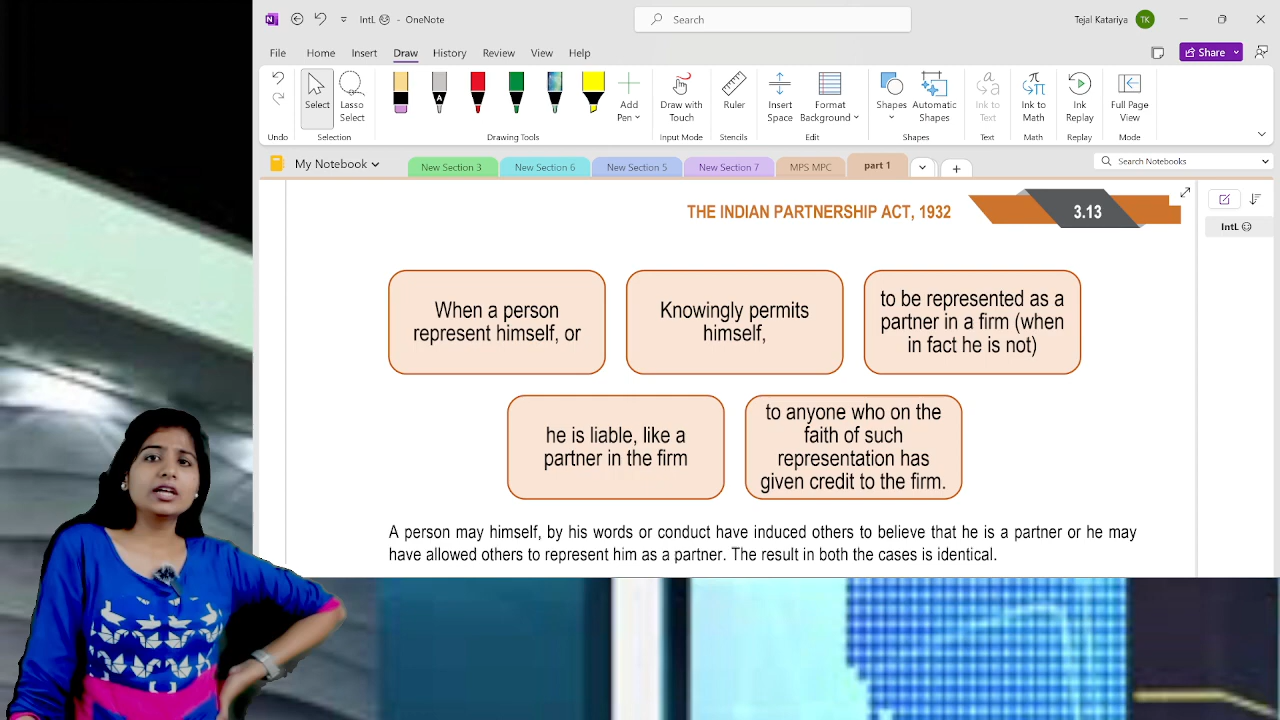 IntL ☺ - OneNote
Search
Tejal Katariya
TK
File Home Insert Draw History Review View Help
Share
Select
Lasso
Select
A
Add
Pen
Draw with
Touch
Ruler
Insert
Space
Format
Background
Shapes
Automatic
Shapes
Ink to
Text
Ink to
Math
Ink
Replay
Full Page
View
Undo
Selection
Drawing Tools
Input Mode
Stencils
Edit
Shapes
Text
Math
Replay
Mode
My Notebook
New Section 3
New Section 6
New Section 5
New Section 7
MPS MPC
part 1
Search Notebooks
IntL ☺
THE INDIAN PARTNERSHIP ACT, 1932
3.13
When a person
represent himself, or
Knowingly permits
himself,
to be represented as a
partner in a firm (when
in fact he is not)
he is liable, like a
partner in the firm
to anyone who on the
faith of such
representation has
given credit to the firm.
A person may himself, by his words or conduct have induced others to believe that he is a partner or he may
have allowed others to represent him as a partner. The result in both the cases is identical.